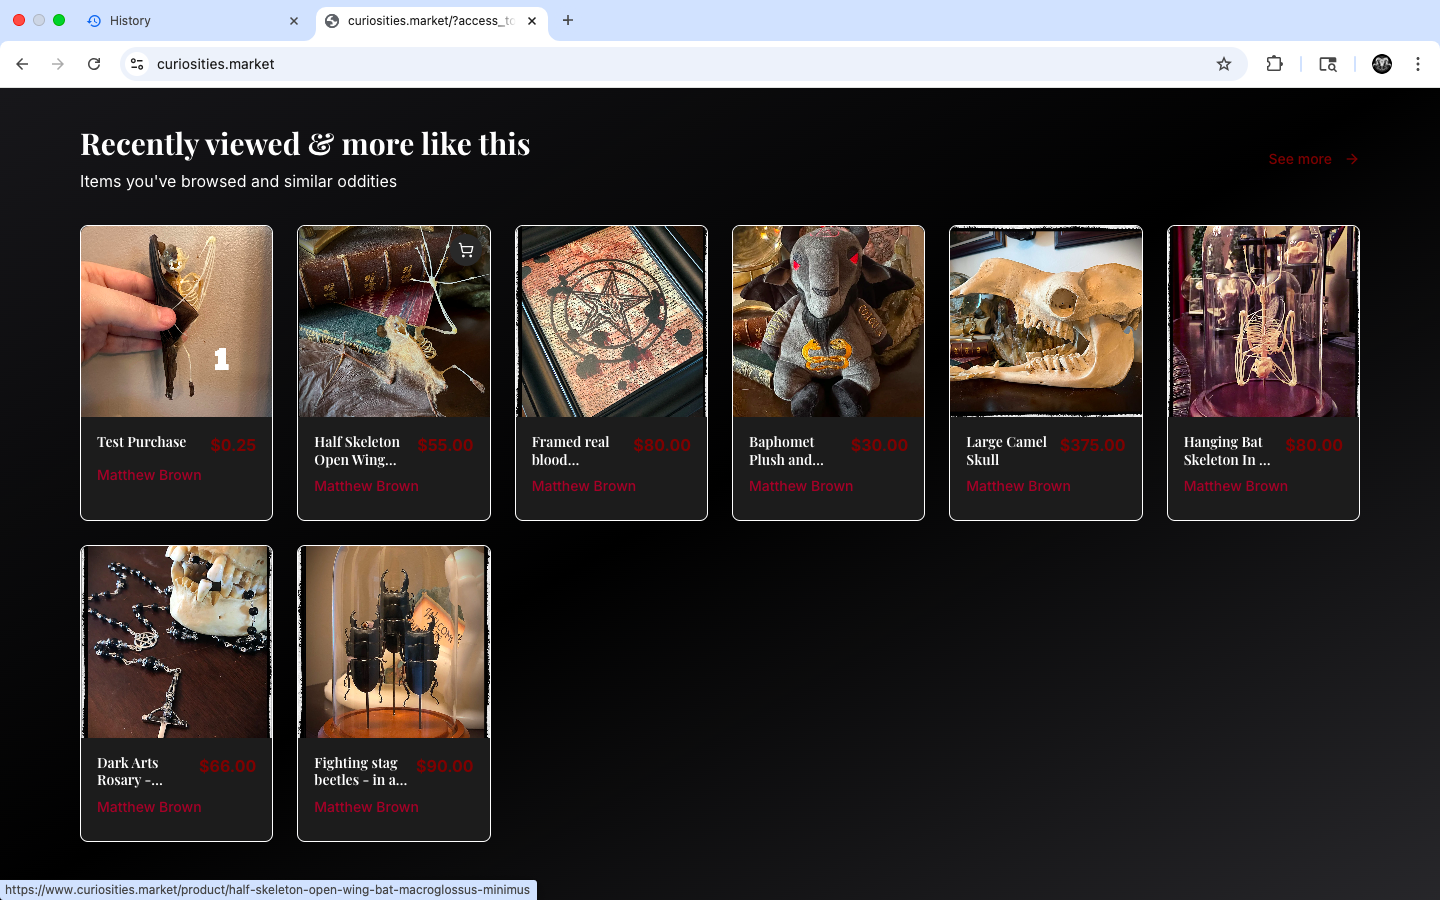 History
curiosities.market/?access_to
curiosities.market
Recently viewed & more like this
Items you've browsed and similar oddities
See more
1
Test Purchase
$0.25
Matthew Brown
Half Skeleton
Open Wing...
$55.00
Matthew Brown
Framed real
blood...
$80.00
Matthew Brown
Baphomet
Plush and...
$30.00
Matthew Brown
Large Camel
Skull
$375.00
Matthew Brown
Hanging Bat
Skeleton In ...
$80.00
Matthew Brown
Dark Arts
Rosary -...
$66.00
Matthew Brown
Fighting stag
beetles - in a...
$90.00
Matthew Brown
https://www.curiosities.market/product/half-skeleton-open-wing-bat-macroglossus-minimus